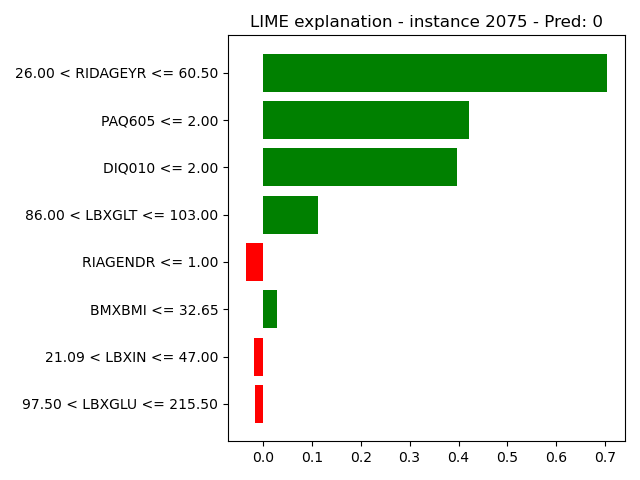 LIME explanation - instance 2075 - Pred: 0
26.00 < RIDAGEYR <= 60.50
PAQ605 <= 2.00
DIQ010 <= 2.00
86.00 < LBXGLT <= 103.00
RIAGENDR <= 1.00
BMXBMI <= 32.65
21.09 < LBXIN <= 47.00
97.50 < LBXGLU <= 215.50
0.0 0.1 0.2 0.3 0.4 0.5 0.6 0.7